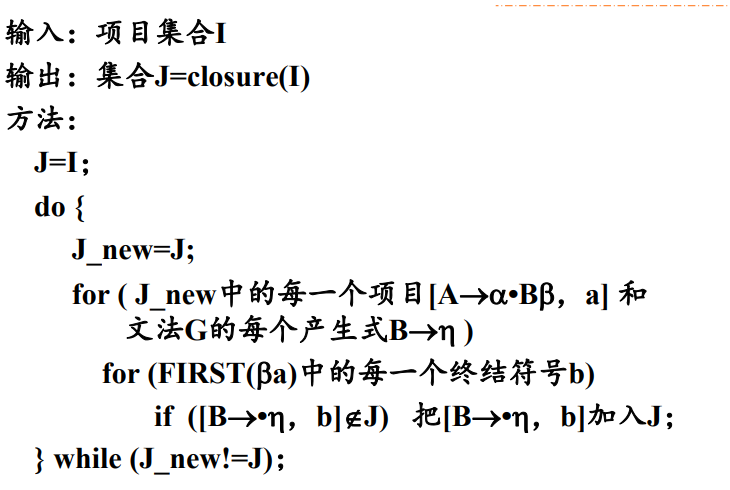 输入：项目集合I
输出：集合J=closure(I)
方法：
J=I；
do {
J_new=J;
for ( J_new中的每一个项目[A→α•Bβ，a] 和
文法G的每个产生式B→η )
for (FIRST(βa)中的每一个终结符号b)
if ([B→•η，b]∉J) 把[B→•η，b]加入J；
} while (J_new!=J)；